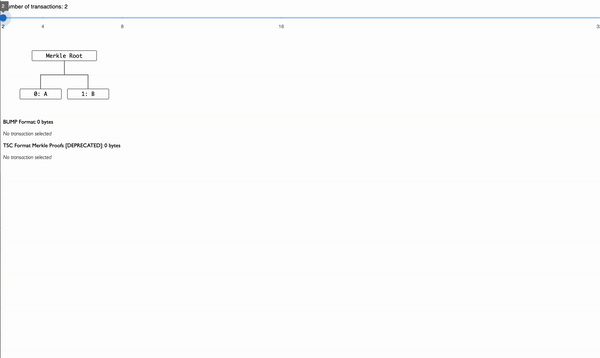 2
umber of transactions: 2
2 4 8 16 3
Merkle Root
0: A 1: B
BUMP Format: 0 bytes
No transaction selected
TSC Format Merkle Proofs [DEPRECATED]: 0 bytes
No transaction selected